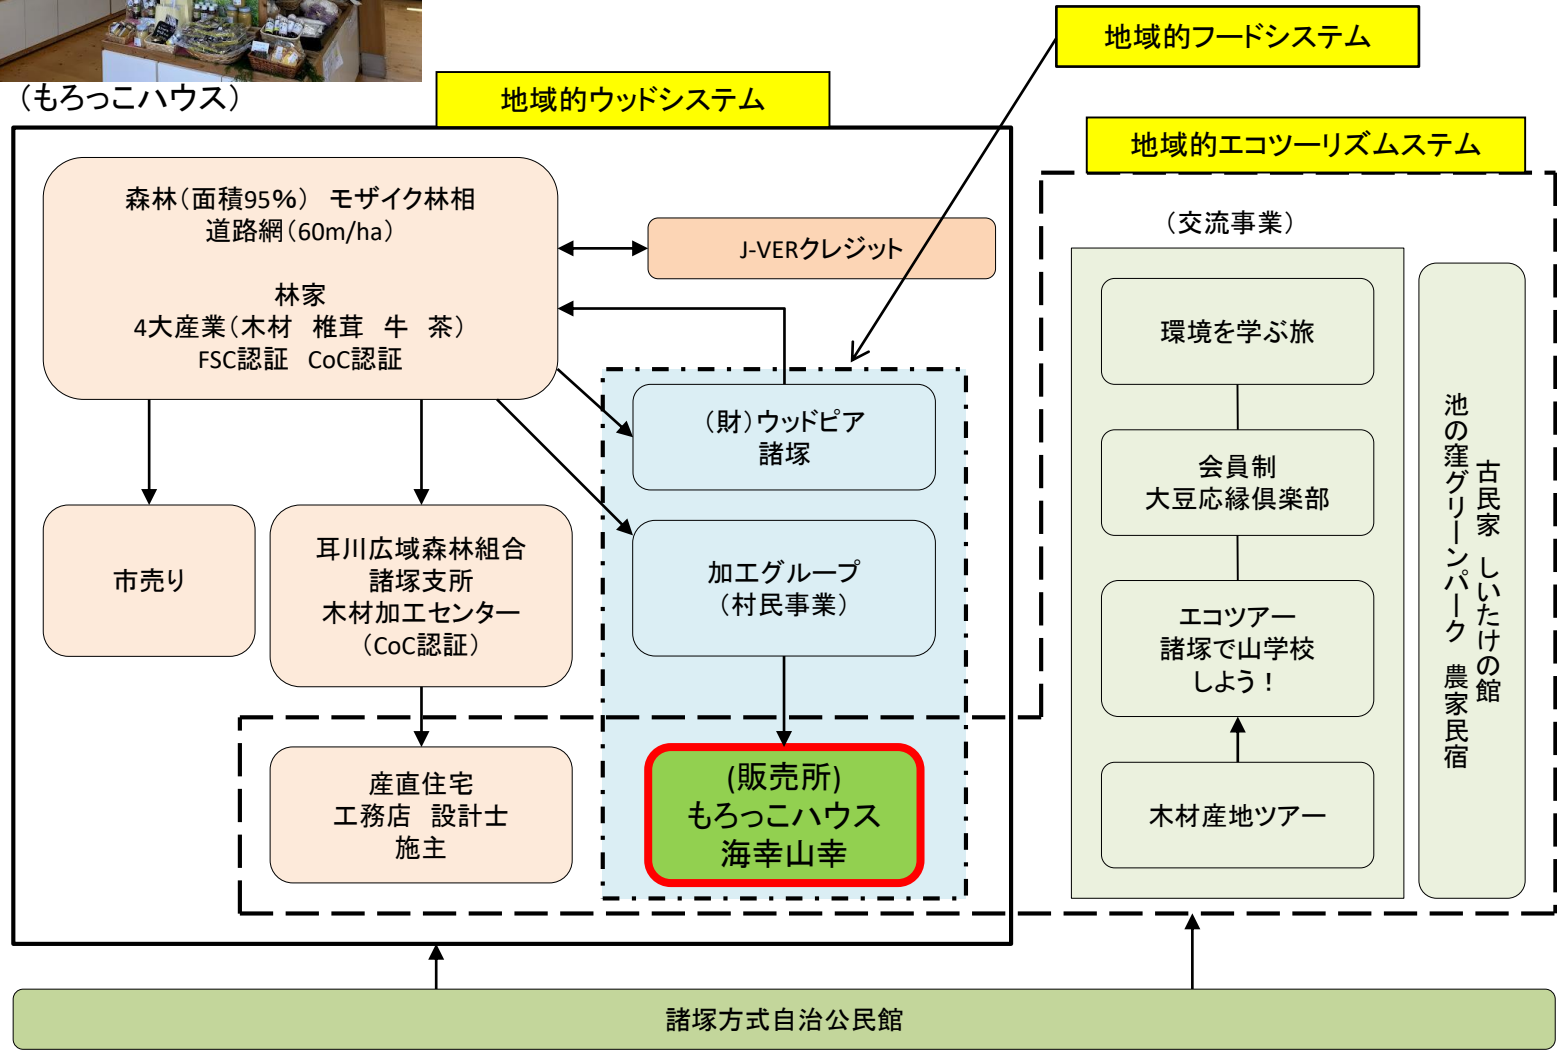 （もろっこハウス）
地域的ウッドシステム
地域的フードシステム
地域的エコツーリズムステム
森林（面積95％）　モザイク林相
道路網（60m/ha）
林家
4大産業（木材　椎茸　牛　茶）
FSC認証　CoC認証
J-VERクレジット
（財）ウッドピア
諸塚
加工グループ
（村民事業）
市売り
耳川広域森林組合
諸塚支所
木材加工センター
（CoC認証）
産直住宅
工務店　設計士
施主
(販売所)
もろっこハウス
海幸山幸
（交流事業）
環境を学ぶ旅
会員制
大豆応縁倶楽部
エコツアー
諸塚で山学校
しよう！
木材産地ツアー
古民家　しいたけの館
池の窪グリーンパーク　農家民宿
諸塚方式自治公民館